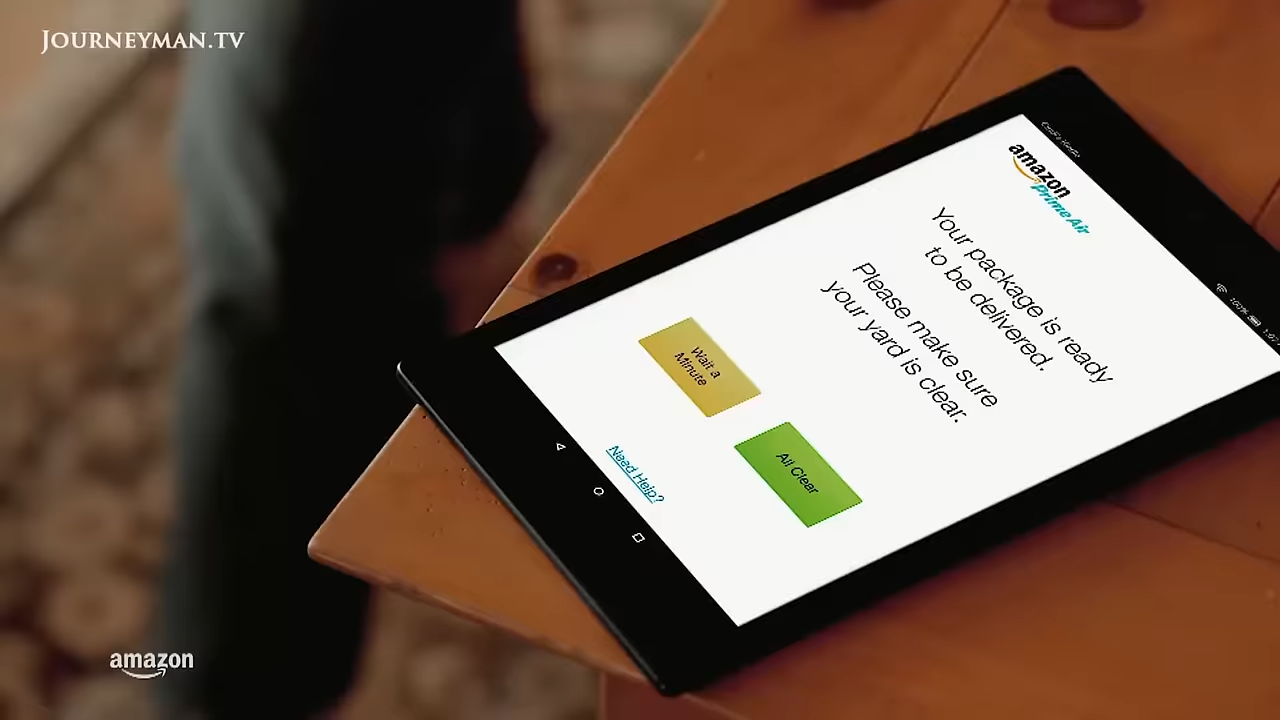 JOURNEYMAN.TV
amazon
Prime Air
100%
Your package is ready
to be delivered.
Please make sure
your yard is clear.
Wait a
Minute
All Clear
Need Help?
amazon